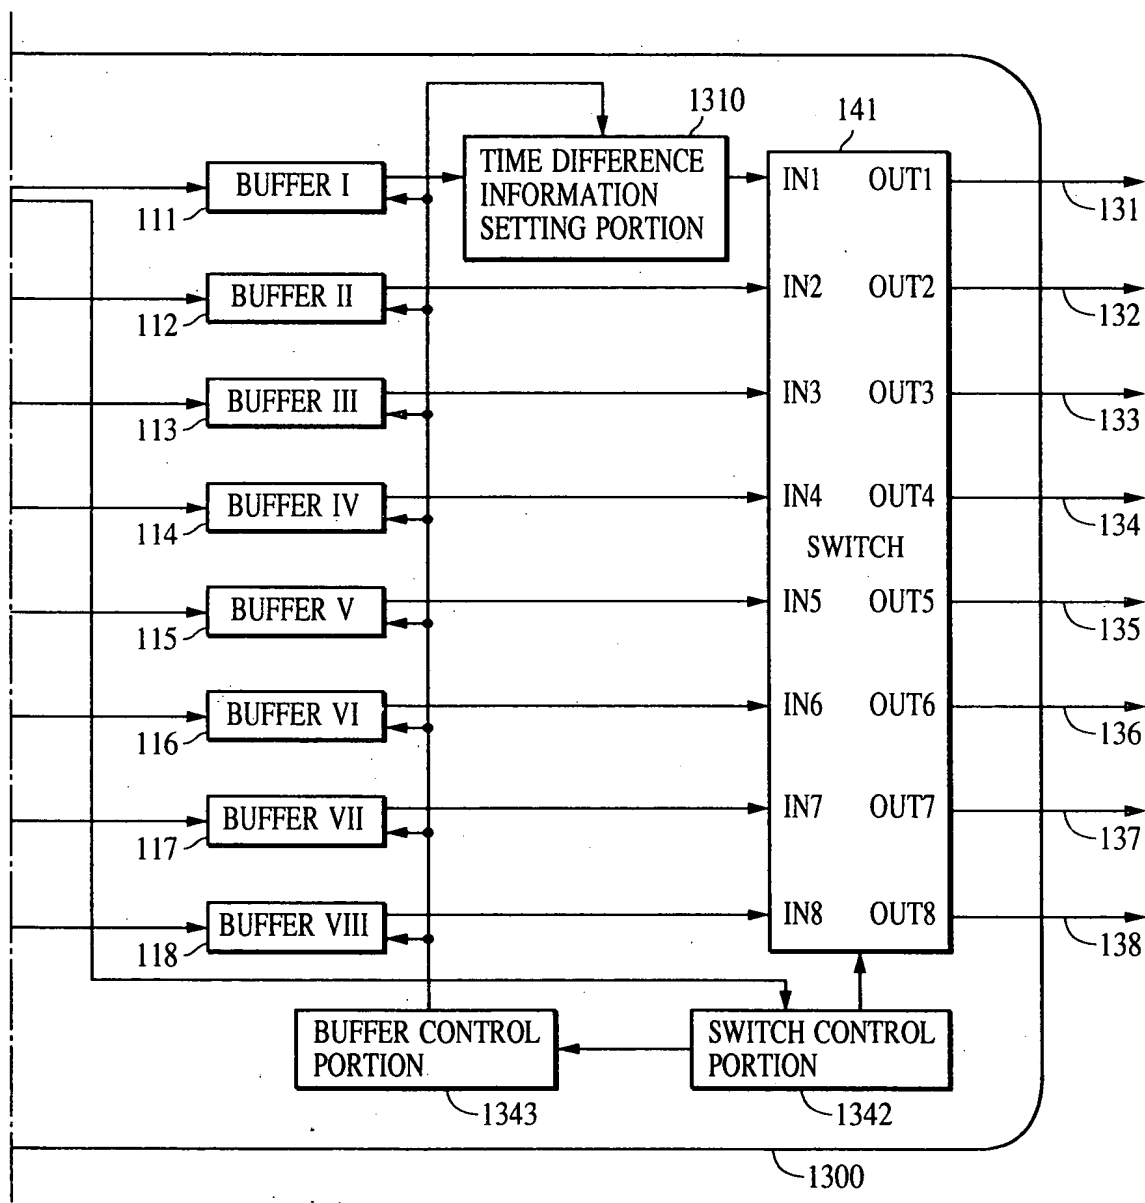 1310
141
TIME DIFFERENCE
INFORMATION
SETTING PORTION
BUFFER I
111
IN1 OUT1
131
BUFFER II
112
IN2 OUT2
132
BUFFER III
113
IN3 OUT3
133
BUFFER IV
114
IN4 OUT4
134
SWITCH
BUFFER V
115
IN5 OUT5
135
BUFFER VI
116
IN6 OUT6
136
BUFFER VII
117
IN7 OUT7
137
BUFFER VIII
118
IN8 OUT8
138
BUFFER CONTROL
PORTION
1343
SWITCH CONTROL
PORTION
1342
1300